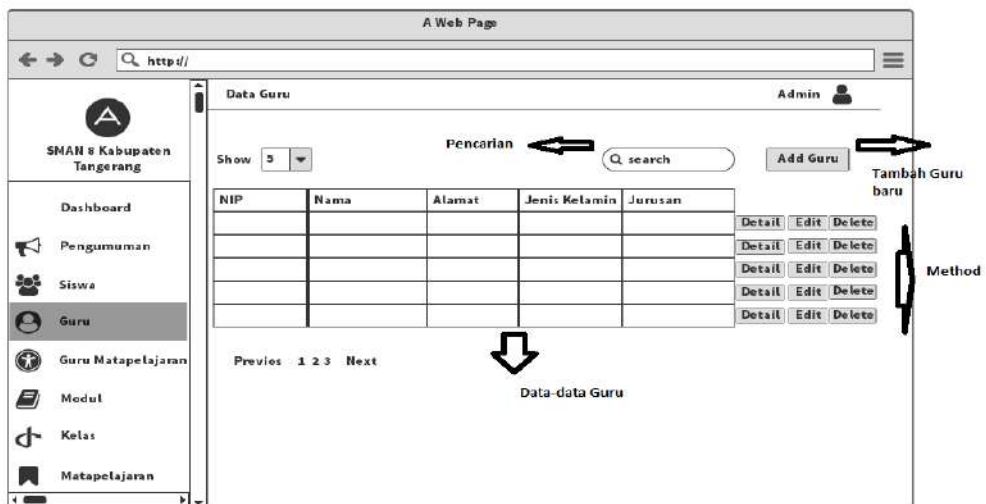 A Web Page
http://
SMAN 8 Kabupaten
Tangerang
Dashboard
Pengumuman
Siswa
Guru
Guru Matapelajaran
Modul
Kelas
Matapelajaran
Data Guru
Admin
Show 5
Pencarian
search
Add Guru
Tambah Guru
baru
NIP Nama Alamat Jenis Kelamin Jurusan
Detail Edit Delete
Detail Edit Delete
Detail Edit Delete
Detail Edit Delete
Detail Edit Delete
Method
Previos 1 2 3 Next
Data-data Guru